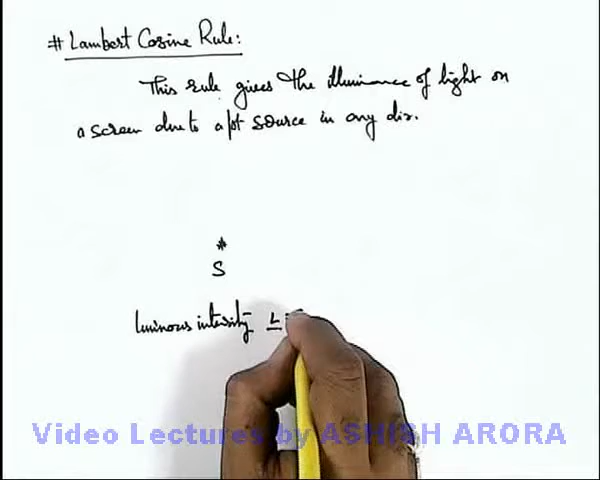 # Lambert Cosine Rule:
This rule gives the illuminance of light on
a screen due to a pt source in any dir.
*
S
luminous intensity L
Video Lectures by ASHISH ARORA